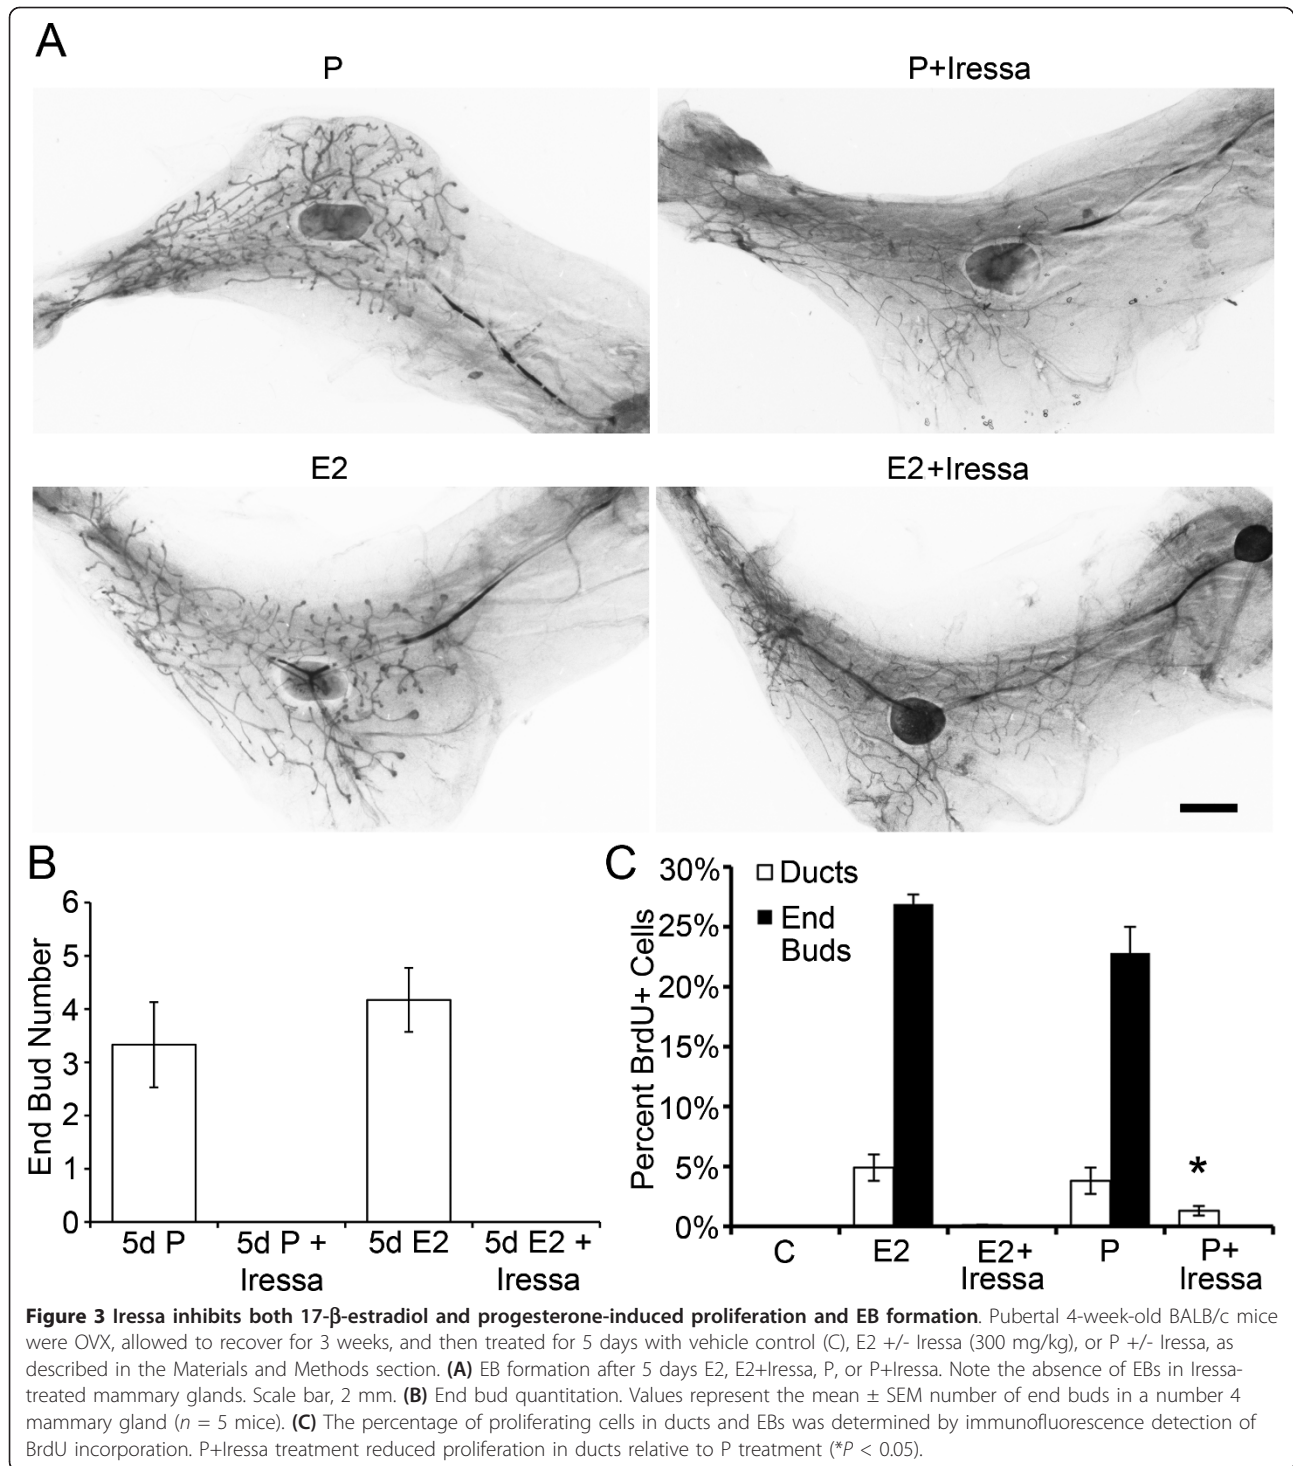 A
P
P+Iressa
E2
E2+Iressa
B
End Bud Number
6
5
4
3
2
1
0
5d P
5d P +
Iressa
5d E2
5d E2 +
Iressa
C
Percent BrdU+ Cells
30%
25%
20%
15%
10%
5%
0%
Ducts
End
Buds
*
C
E2
E2+
Iressa
P
P+
Iressa
Figure 3 Iressa inhibits both 17-β-estradiol and progesterone-induced proliferation and EB formation. Pubertal 4-week-old BALB/c mice
were OVX, allowed to recover for 3 weeks, and then treated for 5 days with vehicle control (C), E2 +/- Iressa (300 mg/kg), or P +/- Iressa, as
described in the Materials and Methods section. (A) EB formation after 5 days E2, E2+Iressa, P, or P+Iressa. Note the absence of EBs in Iressa-
treated mammary glands. Scale bar, 2 mm. (B) End bud quantitation. Values represent the mean ± SEM number of end buds in a number 4
mammary gland (n = 5 mice). (C) The percentage of proliferating cells in ducts and EBs was determined by immunofluorescence detection of
BrdU incorporation. P+Iressa treatment reduced proliferation in ducts relative to P treatment (*P < 0.05).